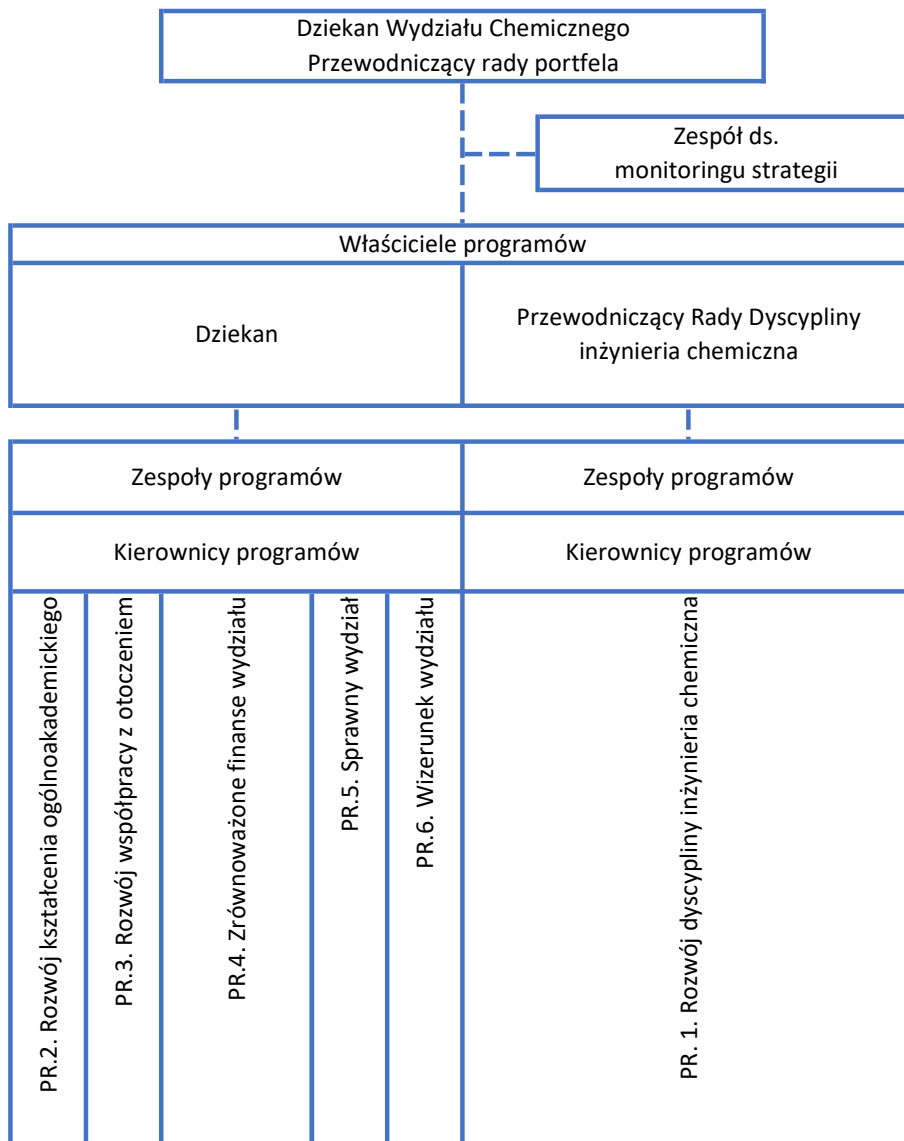 Dziekan Wydziału Chemicznego
Przewodniczący rady portfela
Zespół ds.
monitoringu strategii
Właściciele programów
Dziekan
Przewodniczący Rady Dyscypliny
inżynieria chemiczna
Zespoły programów
Zespoły programów
Kierownicy programów
Kierownicy programów
PR.2. Rozwój kształcenia ogólnoakademickiego
PR.3. Rozwój współpracy z otoczeniem
PR.4. Zrównoważone finanse wydziału
PR.5. Sprawny wydział
PR.6. Wizerunek wydziału
PR. 1. Rozwój dyscypliny inżynieria chemiczna